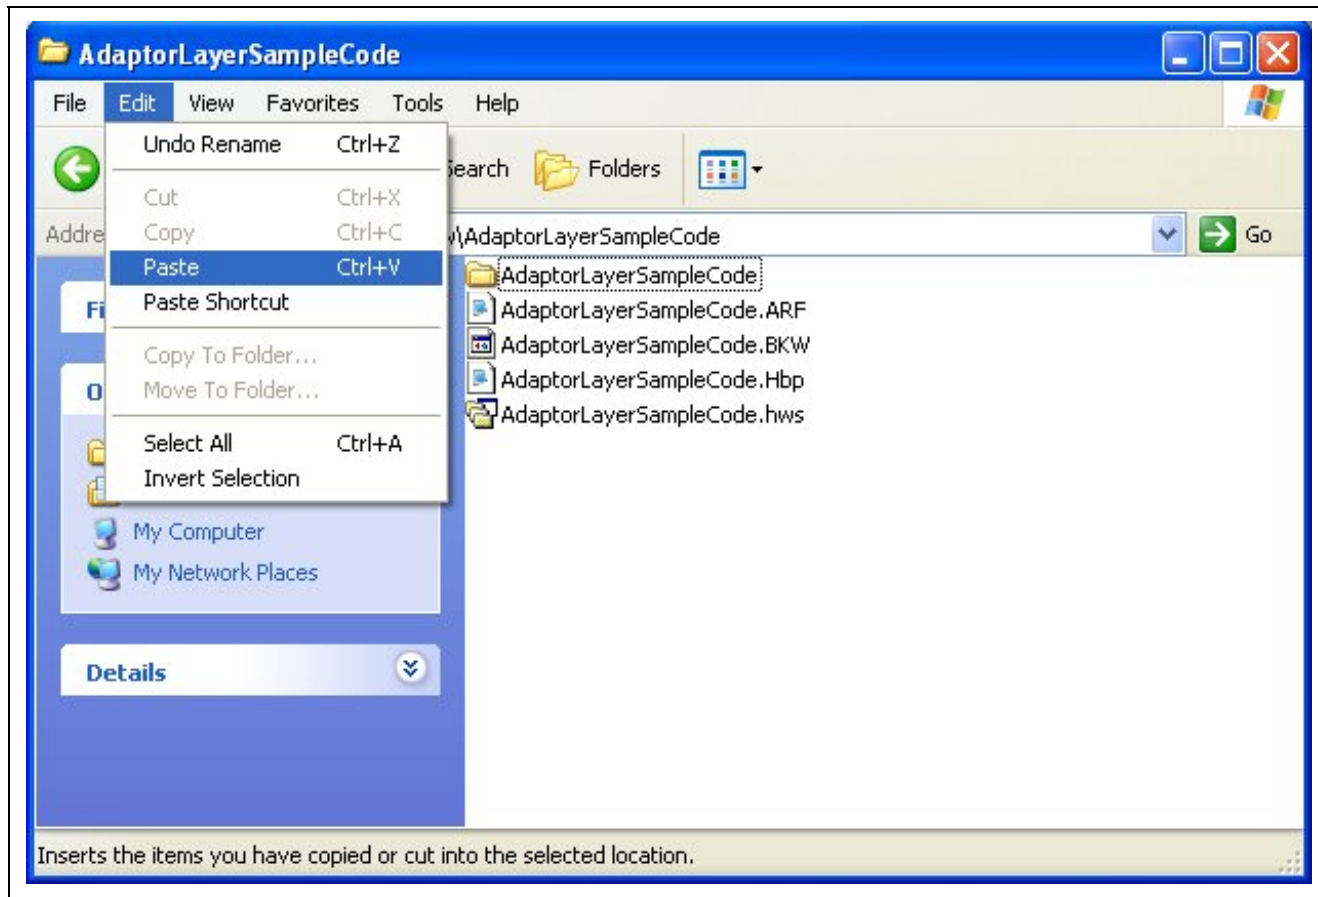 AdaptorLayerSampleCode
File Edit View Favorites Tools Help
Undo Rename Ctrl+Z
Cut Ctrl+X
Copy Ctrl+C
Paste Ctrl+V
Paste Shortcut
Copy To Folder...
Move To Folder...
Select All Ctrl+A
Invert Selection
Folders
\AdaptorLayerSampleCode
Go
AdaptorLayerSampleCode
AdaptorLayerSampleCode.ARF
AdaptorLayerSampleCode.BKW
AdaptorLayerSampleCode.Hbp
AdaptorLayerSampleCode.hws
My Computer
My Network Places
Details
Inserts the items you have copied or cut into the selected location.